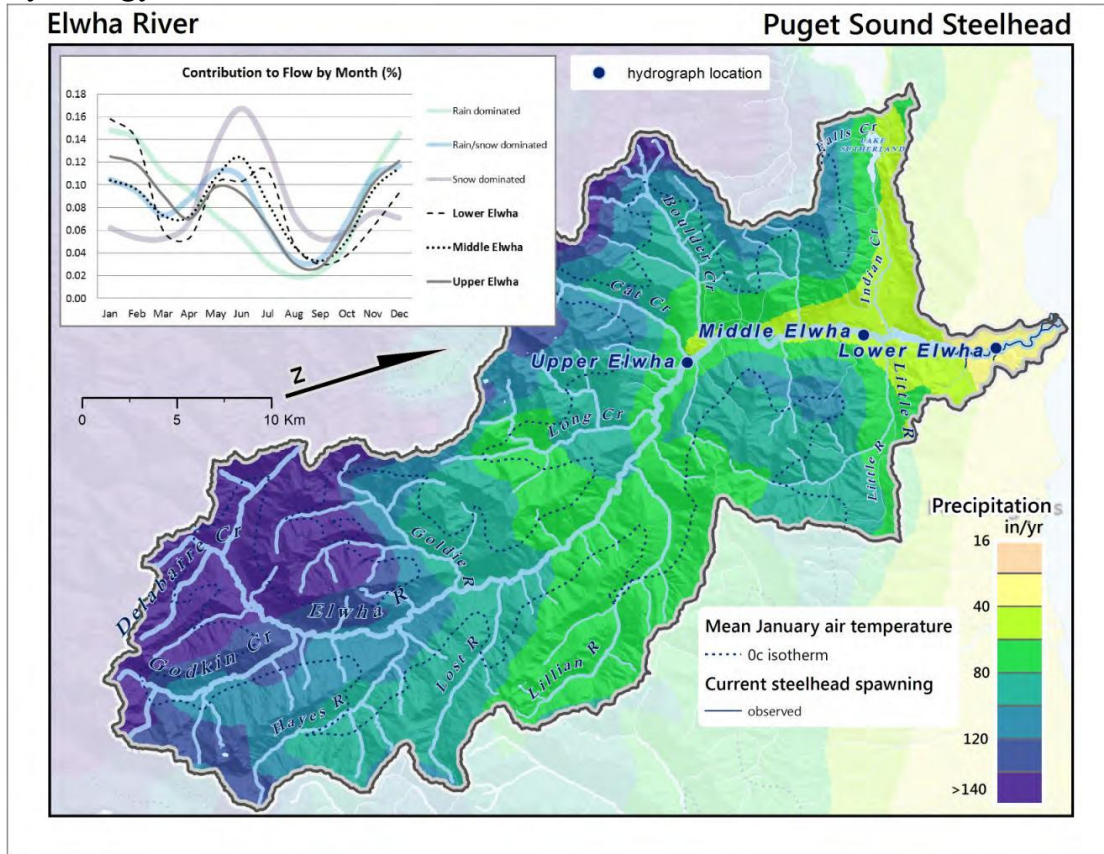 Elwha River
Puget Sound Steelhead
Contribution to Flow by Month (%)
0.18
0.16
0.14
0.12
0.10
0.08
0.06
0.04
0.02
0.00
Jan Feb Mar Apr May Jun Jul Aug Sep Oct Nov Dec
Rain dominated
Rain/snow dominated
Snow dominated
Lower Elwha
Middle Elwha
Upper Elwha
hydrograph location
Falls Cr
LAKE
SUTHERLAND
Boulder Cr
Indian Cr
Cat Cr
Middle Elwha
Lower Elwha
Upper Elwha
Z
0 5 10 Km
Long Cr
Little R
Little R
Goldie R
Delabarre Cr
Elwha R
Godkin Cr
Lost R
Lillian R
Hayes R
Precipitation
in/yr
16
40
80
120
>140
Mean January air temperature
0c isotherm
Current steelhead spawning
observed